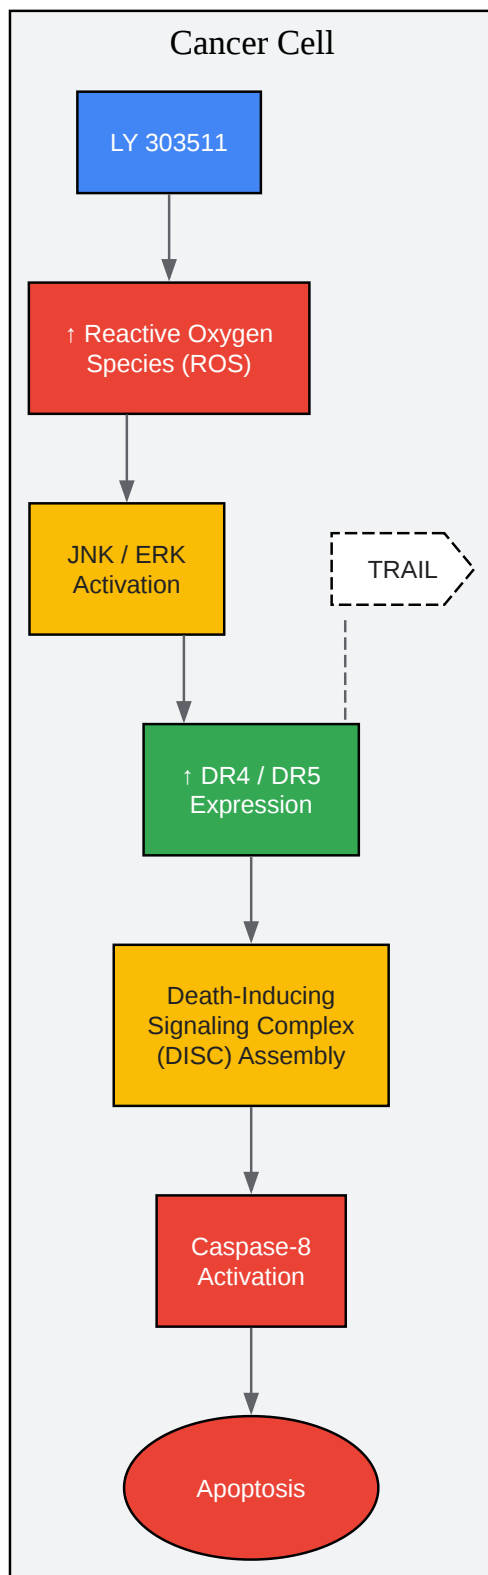 Cancer Cell
LY 303511
↑ Reactive Oxygen
Species (ROS)
JNK / ERK
Activation
TRAIL
↑ DR4 / DR5
Expression
Death-Inducing
Signaling Complex
(DISC) Assembly
Caspase-8
Activation
Apoptosis